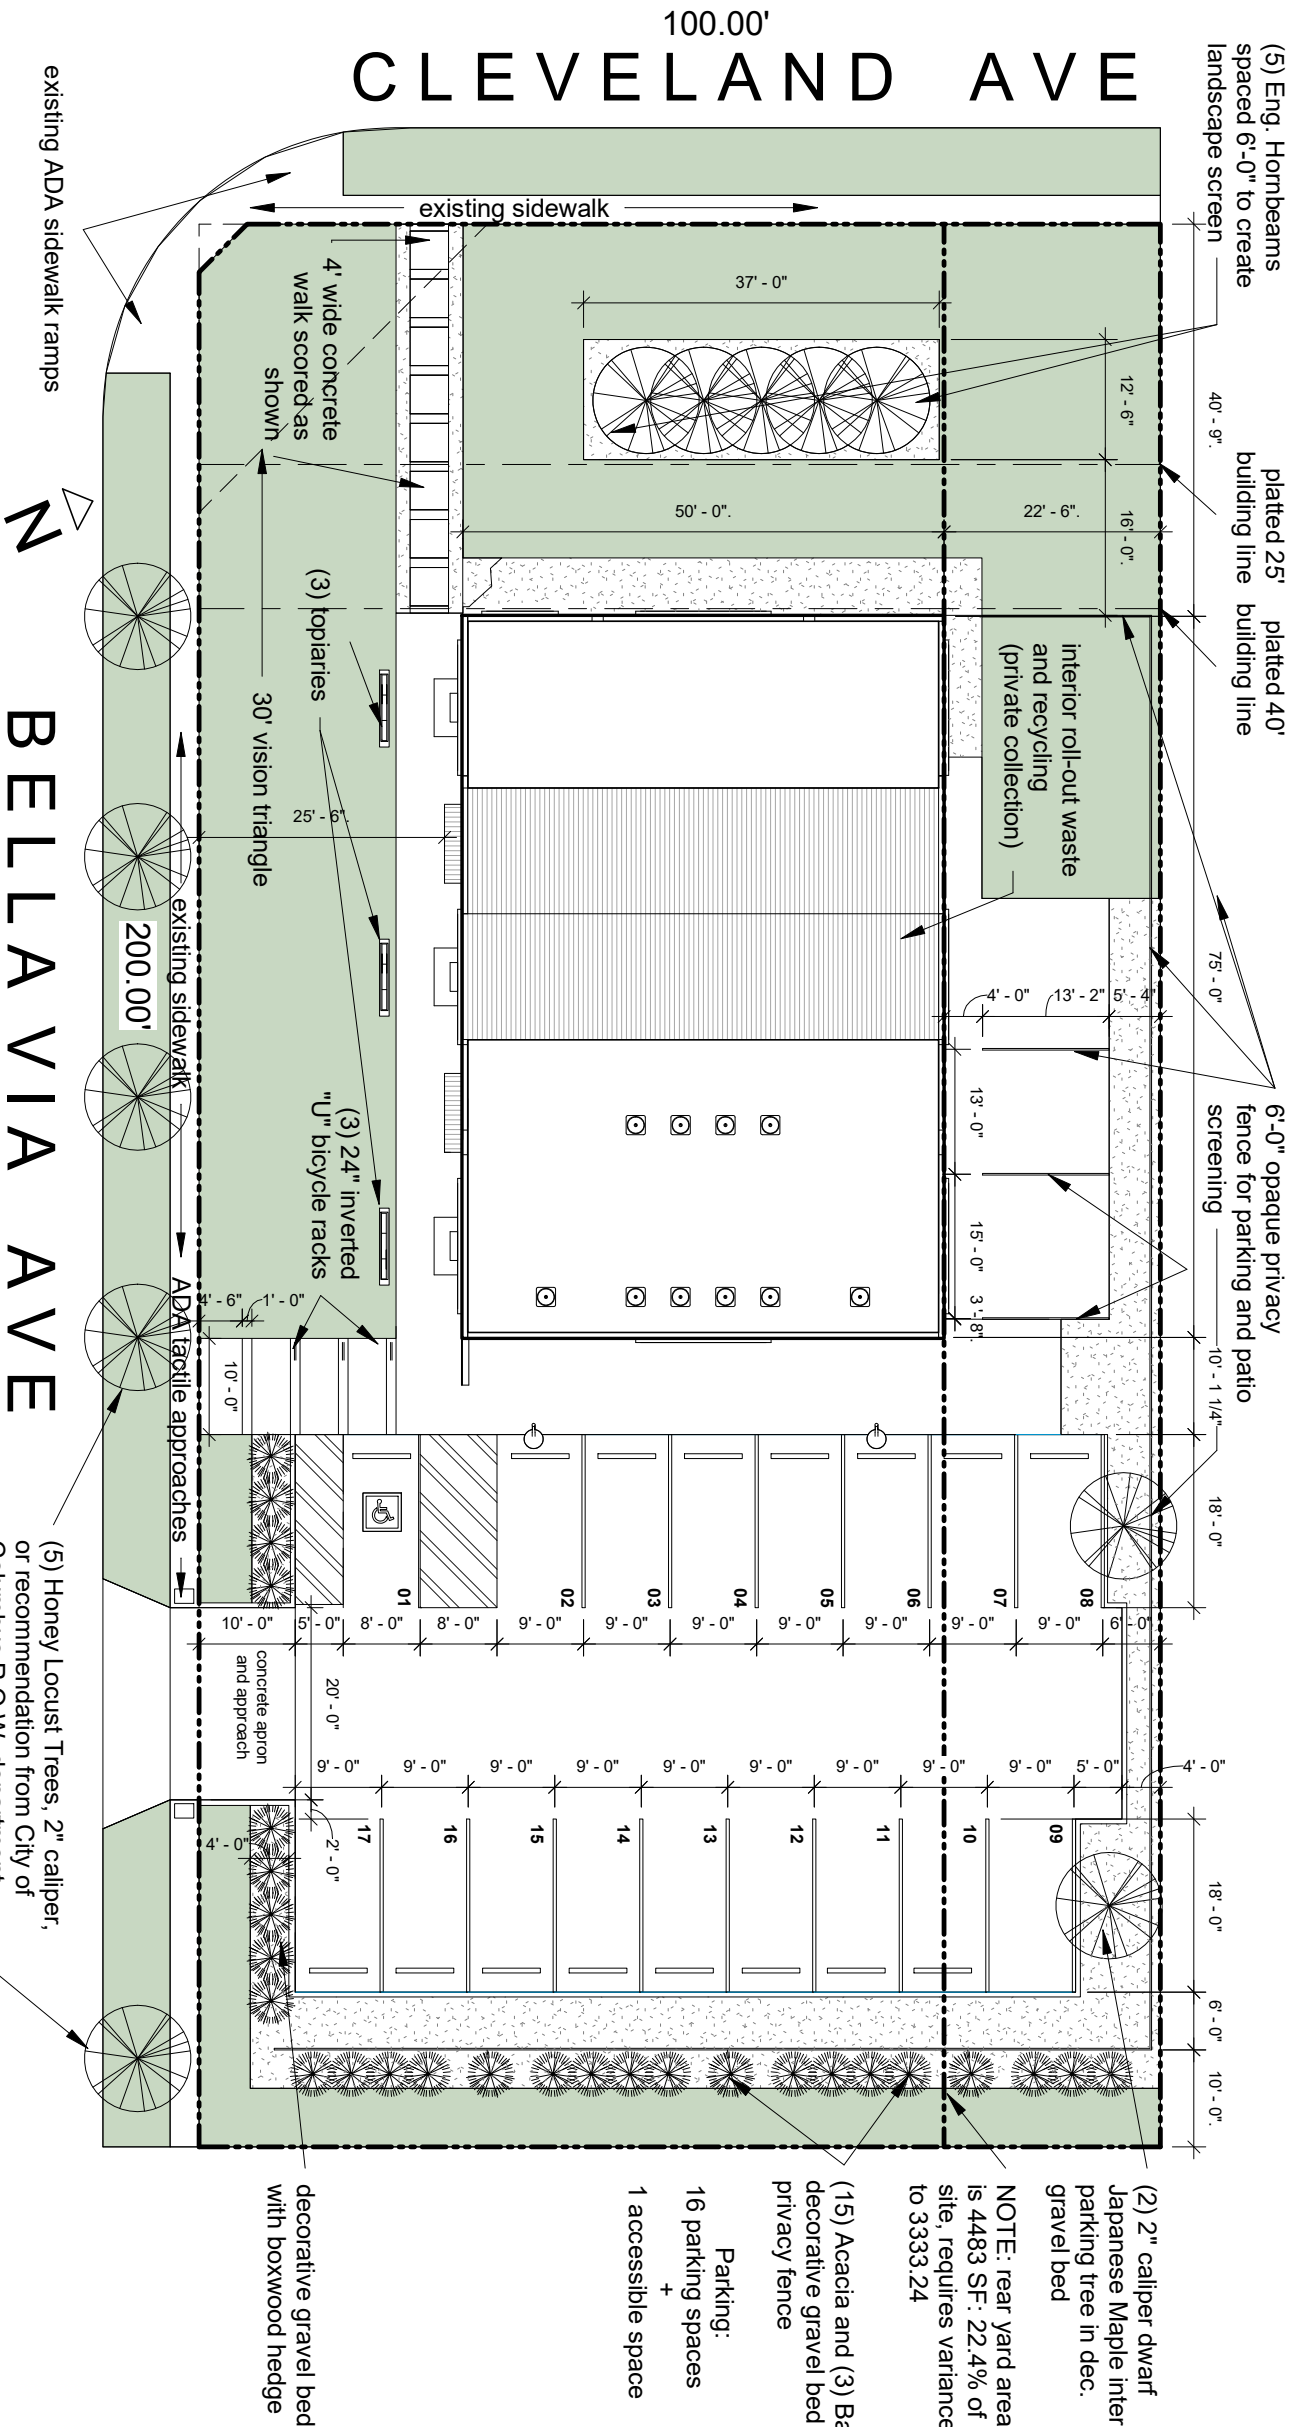 100.00'
CLEVELAND AVE
(5) Eng. Hornbeams
spaced 6'-0" to create
landscape screen
existing ADA sidewalk ramps
existing sidewalk
4' wide concrete
walk scored as
shown
37' - 0"
12' - 6"
40' - 9".
platted 25'
building line
platted 40'
building line
50' - 0".
22' - 6".
16' - 0".
N
(3) topiaries
30' vision triangle
25' - 6".
interior roll-out waste
and recycling
(private collection)
75' - 0"
4' - 0"
13' - 2"
5' - 4"
13' - 0"
15' - 0"
3' - 8".
6'-0" opaque privacy
fence for parking and patio
screening
BELLA VIA AVE
200.00'
existing sidewalk
(3) 24" inverted
"U" bicycle racks
ADA tactile approaches
4' - 6"
1' - 0"
10' - 0"
10' - 1 1/4"
18' - 0"
01
02
03
04
05
06
07
08
10' - 0"
5' - 0"
8' - 0"
8' - 0"
9' - 0"
9' - 0"
9' - 0"
9' - 0"
9' - 0"
9' - 0"
9' - 0"
6' - 0"
concrete apron
and approach
20' - 0"
9' - 0"
9' - 0"
9' - 0"
9' - 0"
9' - 0"
9' - 0"
9' - 0"
9' - 0"
9' - 0"
5' - 0"
4' - 0"
4' - 0"
2' - 0"
17
16
15
14
13
12
11
10
09
18' - 0"
6' - 0"
10' - 0".
(5) Honey Locust Trees, 2" caliper,
or recommendation from City of
(2) 2" caliper dwarf
Japanese Maple inter
parking tree in dec.
gravel bed
NOTE: rear yard area
is 4483 SF: 22.4% of
site, requires variance
to 3333.24
(15) Acacia and (3) Ba
decorative gravel bed
privacy fence
Parking:
16 parking spaces
+
1 accessible space
decorative gravel bed
with boxwood hedge